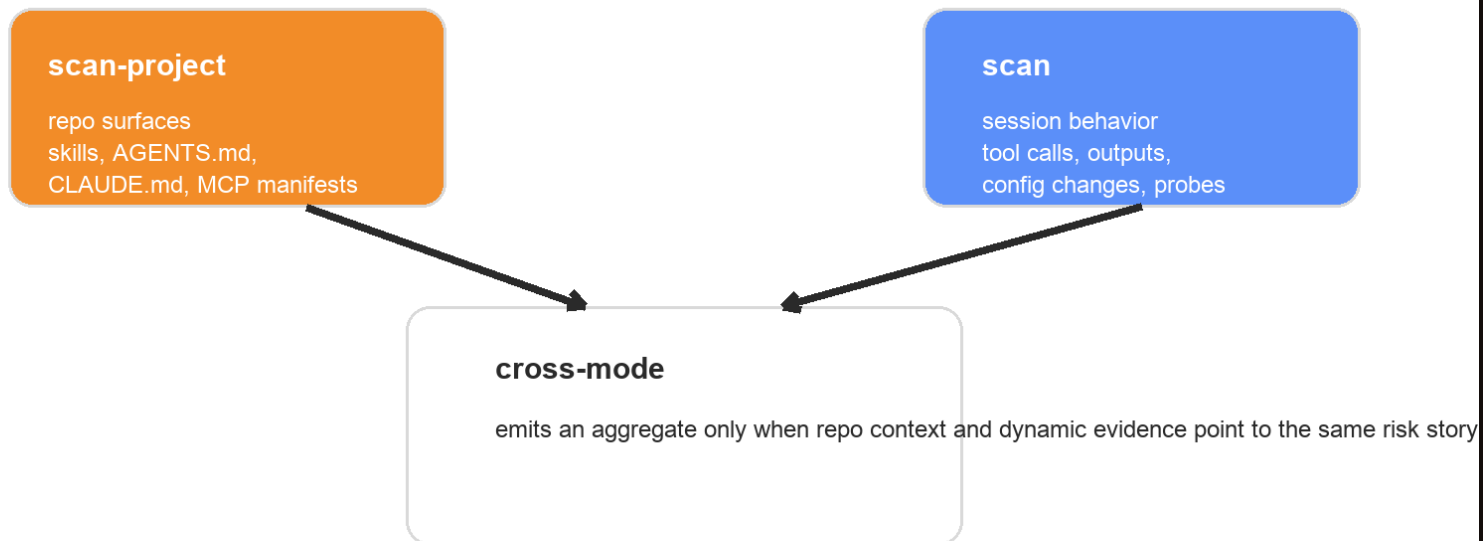 scan-project
repo surfaces
skills, AGENTS.md,
CLAUDE.md, MCP manifests
scan
session behavior
tool calls, outputs,
config changes, probes
cross-mode
emits an aggregate only when repo context and dynamic evidence point to the same risk story